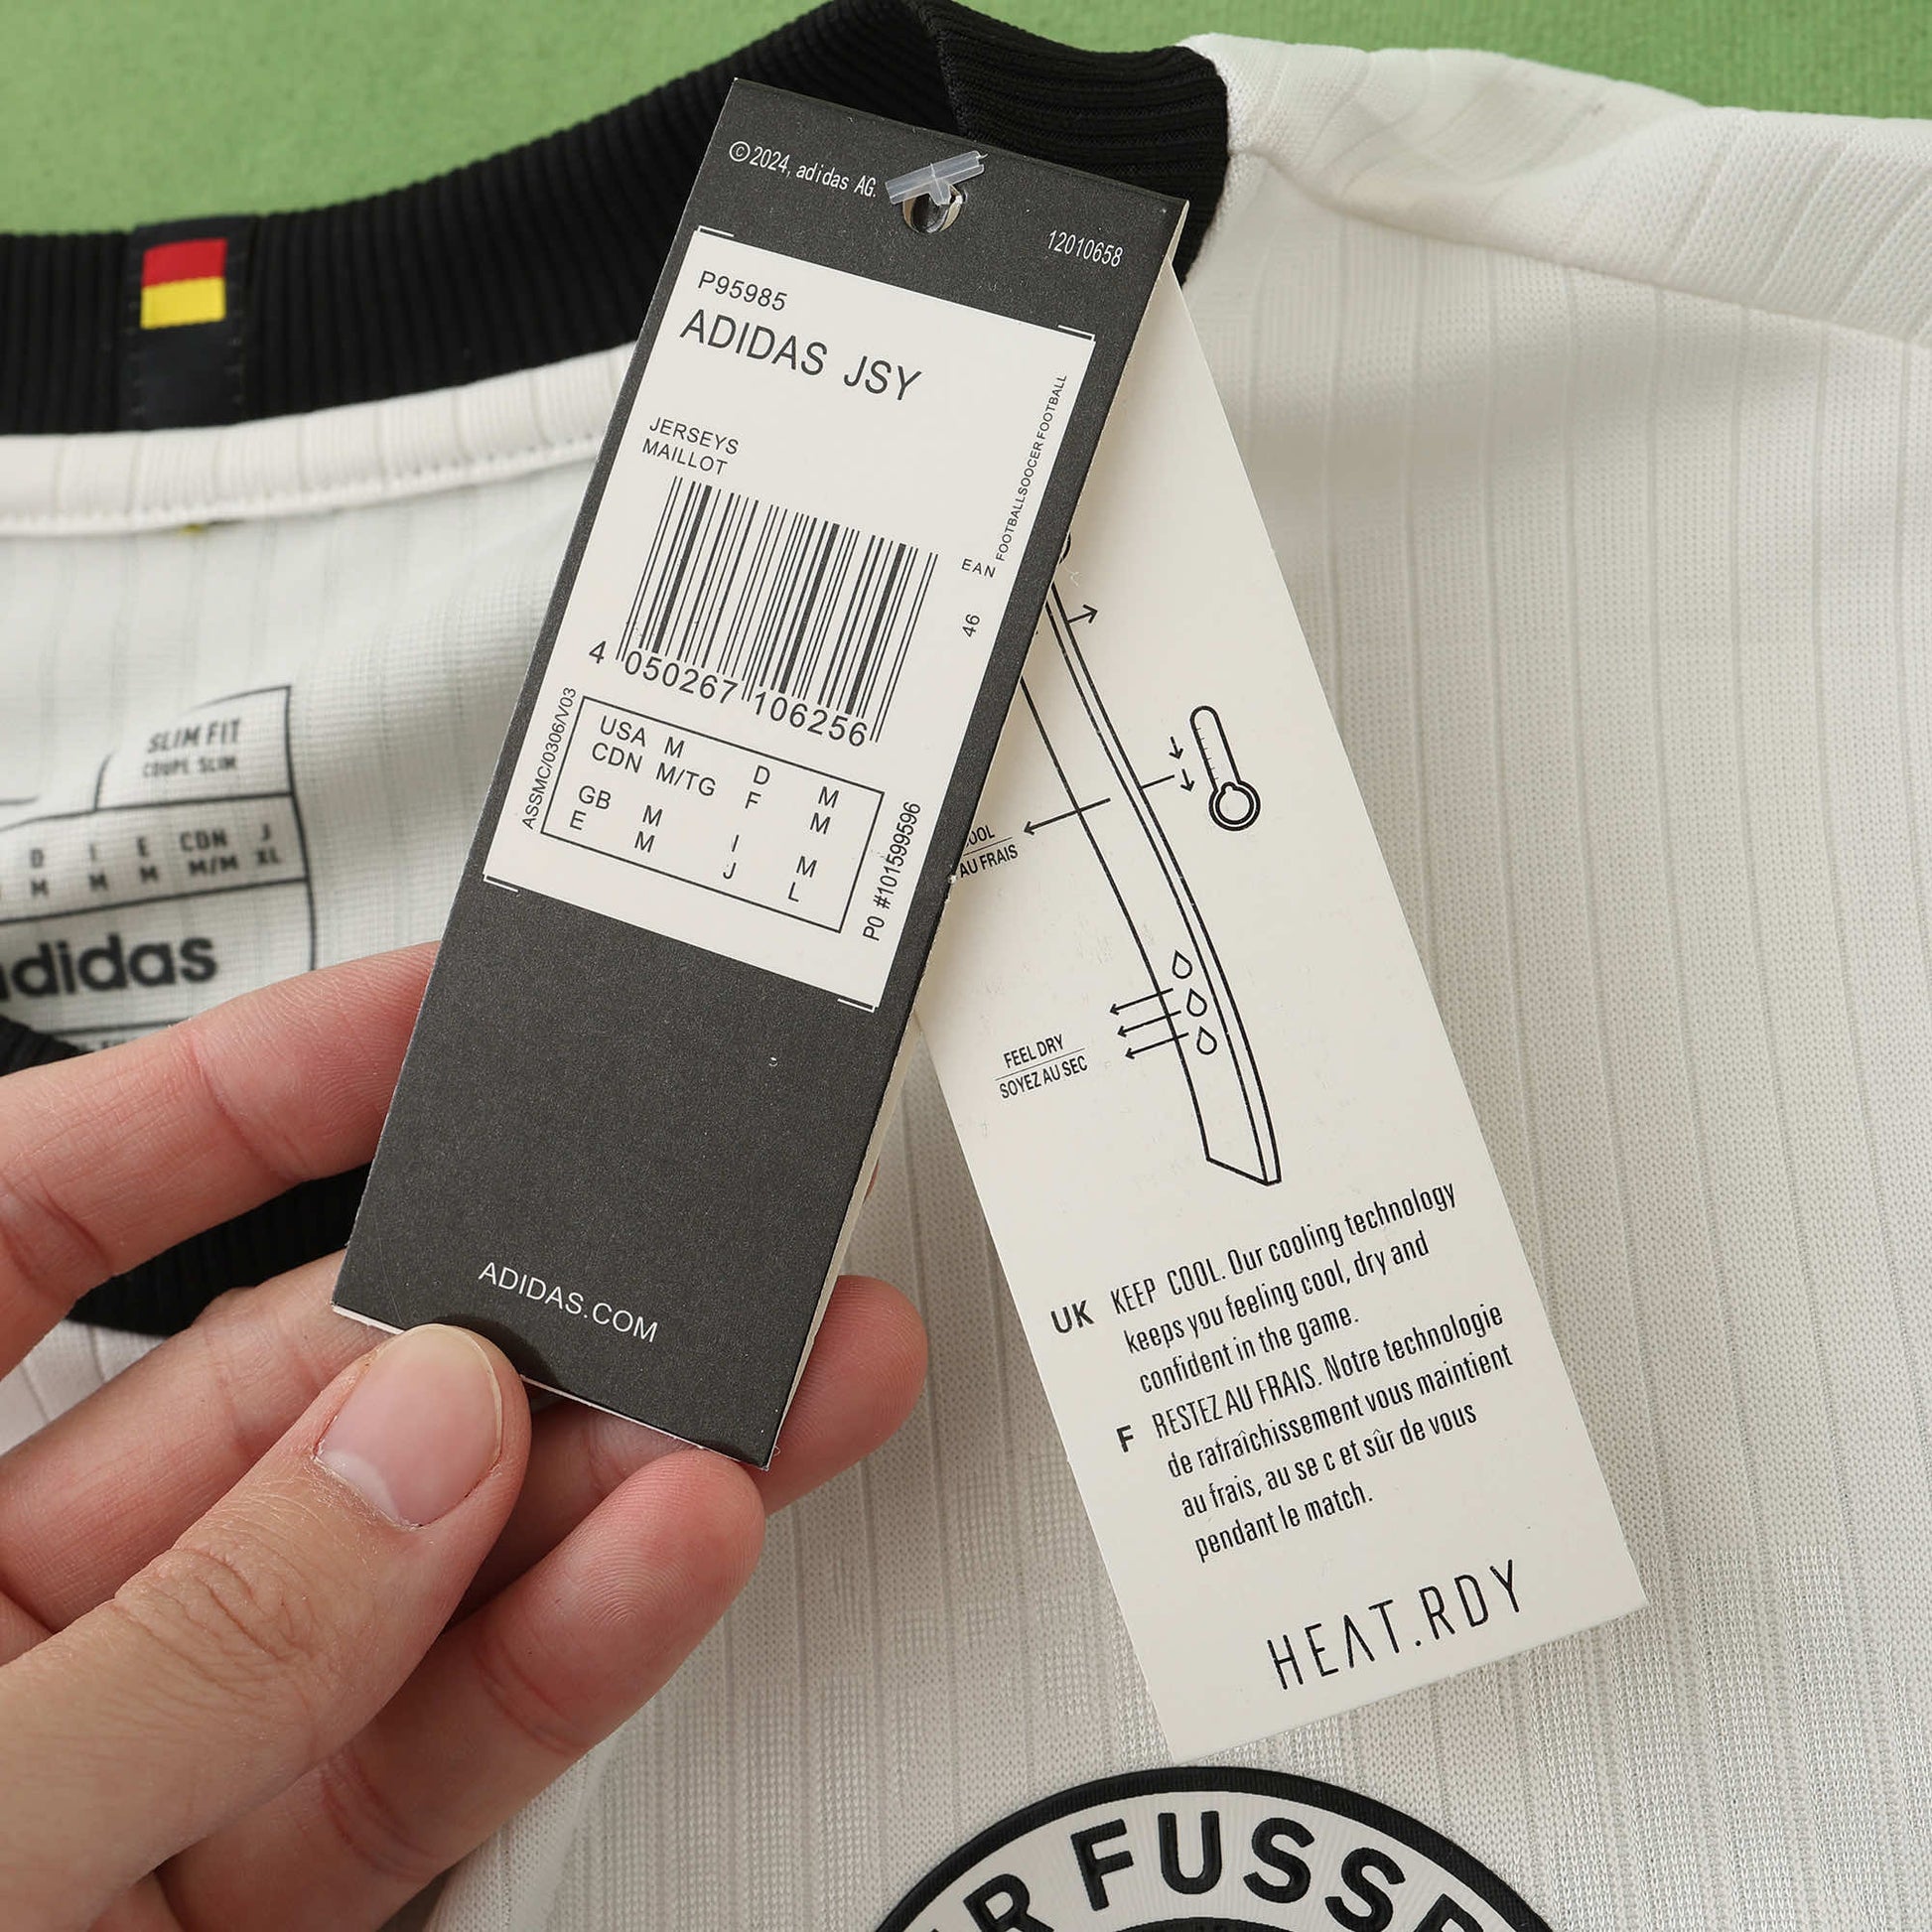 ©2024, adidas AG.
12010658
P95985
ADIDAS JSY
JERSEYS
MAILLOT
FOOTBALLSOOCER FOOTBALL
EAN
46
4 050267 106256
ASSMC/0306/V03
USA M D M
CDN M/TG F M
GB M I M
E M J L
PO #101599596
ADIDAS.COM
SLIM FIT
COUPE SLIM
D I E CDN J
M M M M/M XL
adidas
AU FRAIS
FEEL DRY
SOYEZ AU SEC
UK KEEP COOL. Our cooling technology
keeps you feeling cool, dry and
confident in the game.
F RESTEZ AU FRAIS. Notre technologie
de rafraîchissement vous maintient
au frais, au se c et sûr de vous
pendant le match.
HEAT.RDY
R FUSSB